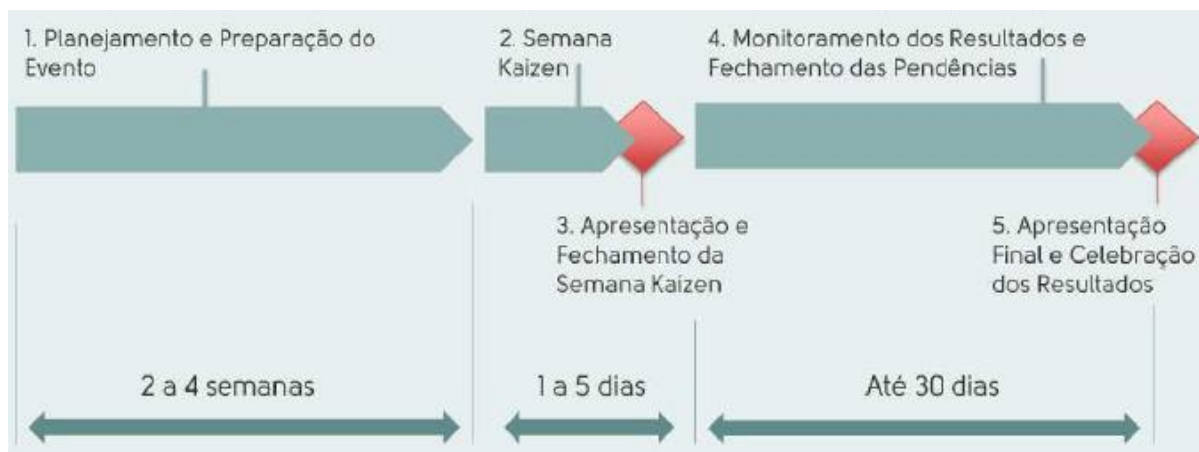 1. Planejamento e Preparação do
Evento
2. Semana
Kaizen
4. Monitoramento dos Resultados e
Fechamento das Pendências
3. Apresentação e
Fechamento da
Semana Kaizen
5. Apresentação
Final e Celebração
dos Resultados
2 a 4 semanas
1 a 5 dias
Até 30 dias